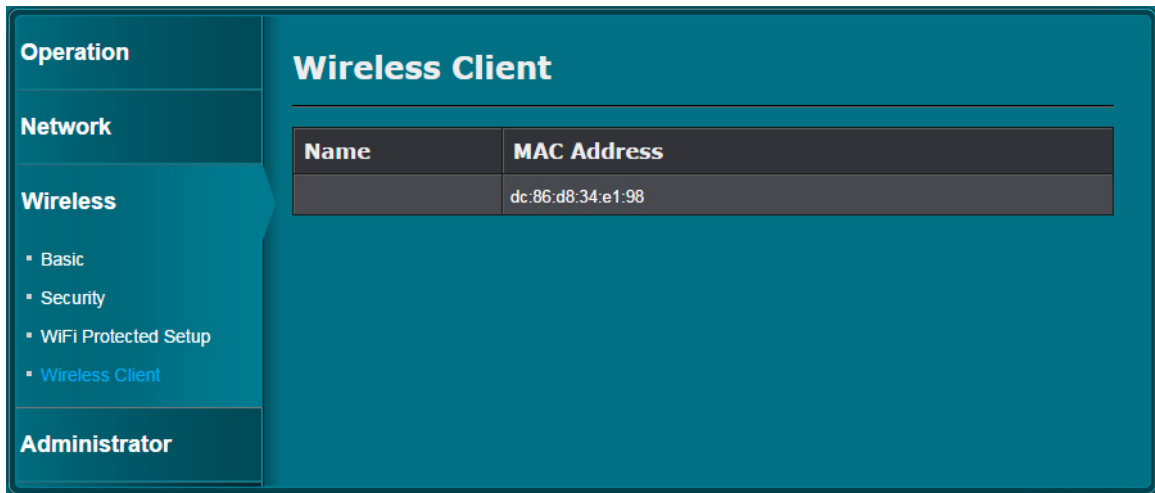 Operation
Network
Wireless
Basic
Security
WiFi Protected Setup
Wireless Client
Administrator
Wireless Client
Name MAC Address
dc:86:d8:34:e1:98